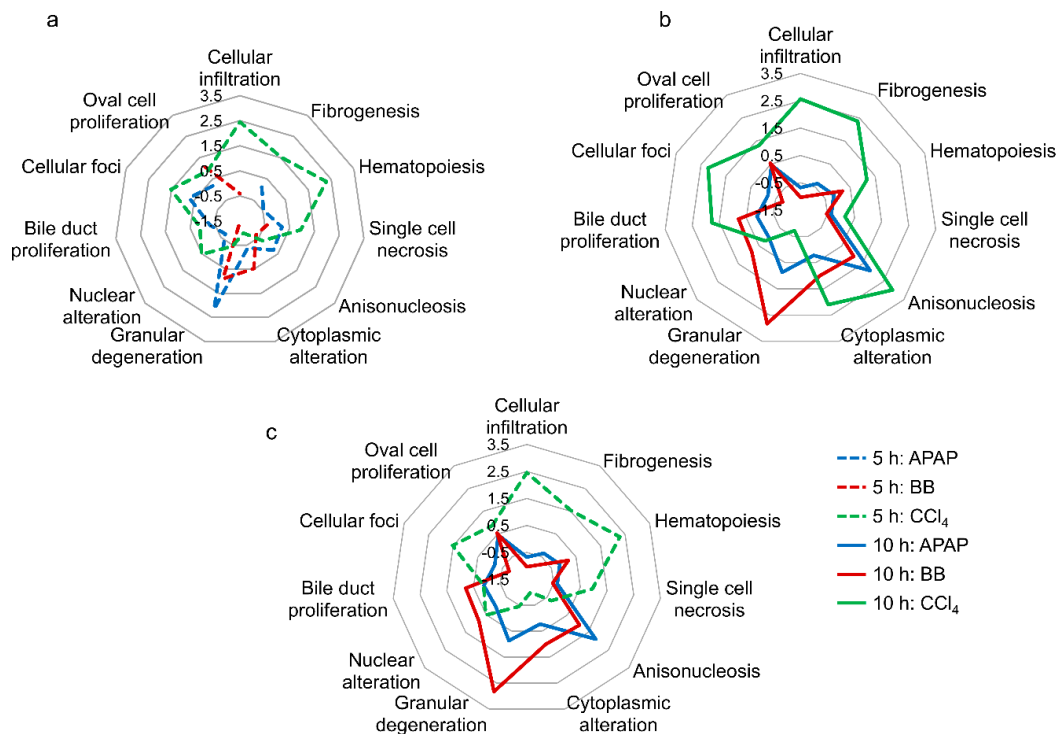 a
Cellular
infiltration
Fibrogenesis
Hematopoiesis
Single cell
necrosis
Anisonucleosis
Cytoplasmic
alteration
Granular
degeneration
Nuclear
alteration
Bile duct
proliferation
Cellular foci
Oval cell
proliferation
3.5
2.5
1.5
0.5
-0.5
-1.5
b
Cellular
infiltration
Fibrogenesis
Hematopoiesis
Single cell
necrosis
Anisonucleosis
Cytoplasmic
alteration
Granular
degeneration
Nuclear
alteration
Bile duct
proliferation
Cellular foci
Oval cell
proliferation
3.5
2.5
1.5
0.5
-0.5
-1.5
c
Cellular
infiltration
Fibrogenesis
Hematopoiesis
Single cell
necrosis
Anisonucleosis
Cytoplasmic
alteration
Granular
degeneration
Nuclear
alteration
Bile duct
proliferation
Cellular foci
Oval cell
proliferation
3.5
2.5
1.5
0.5
-0.5
-1.5
5 h: APAP
5 h: BB
5 h: CCl₄
10 h: APAP
10 h: BB
10 h: CCl₄